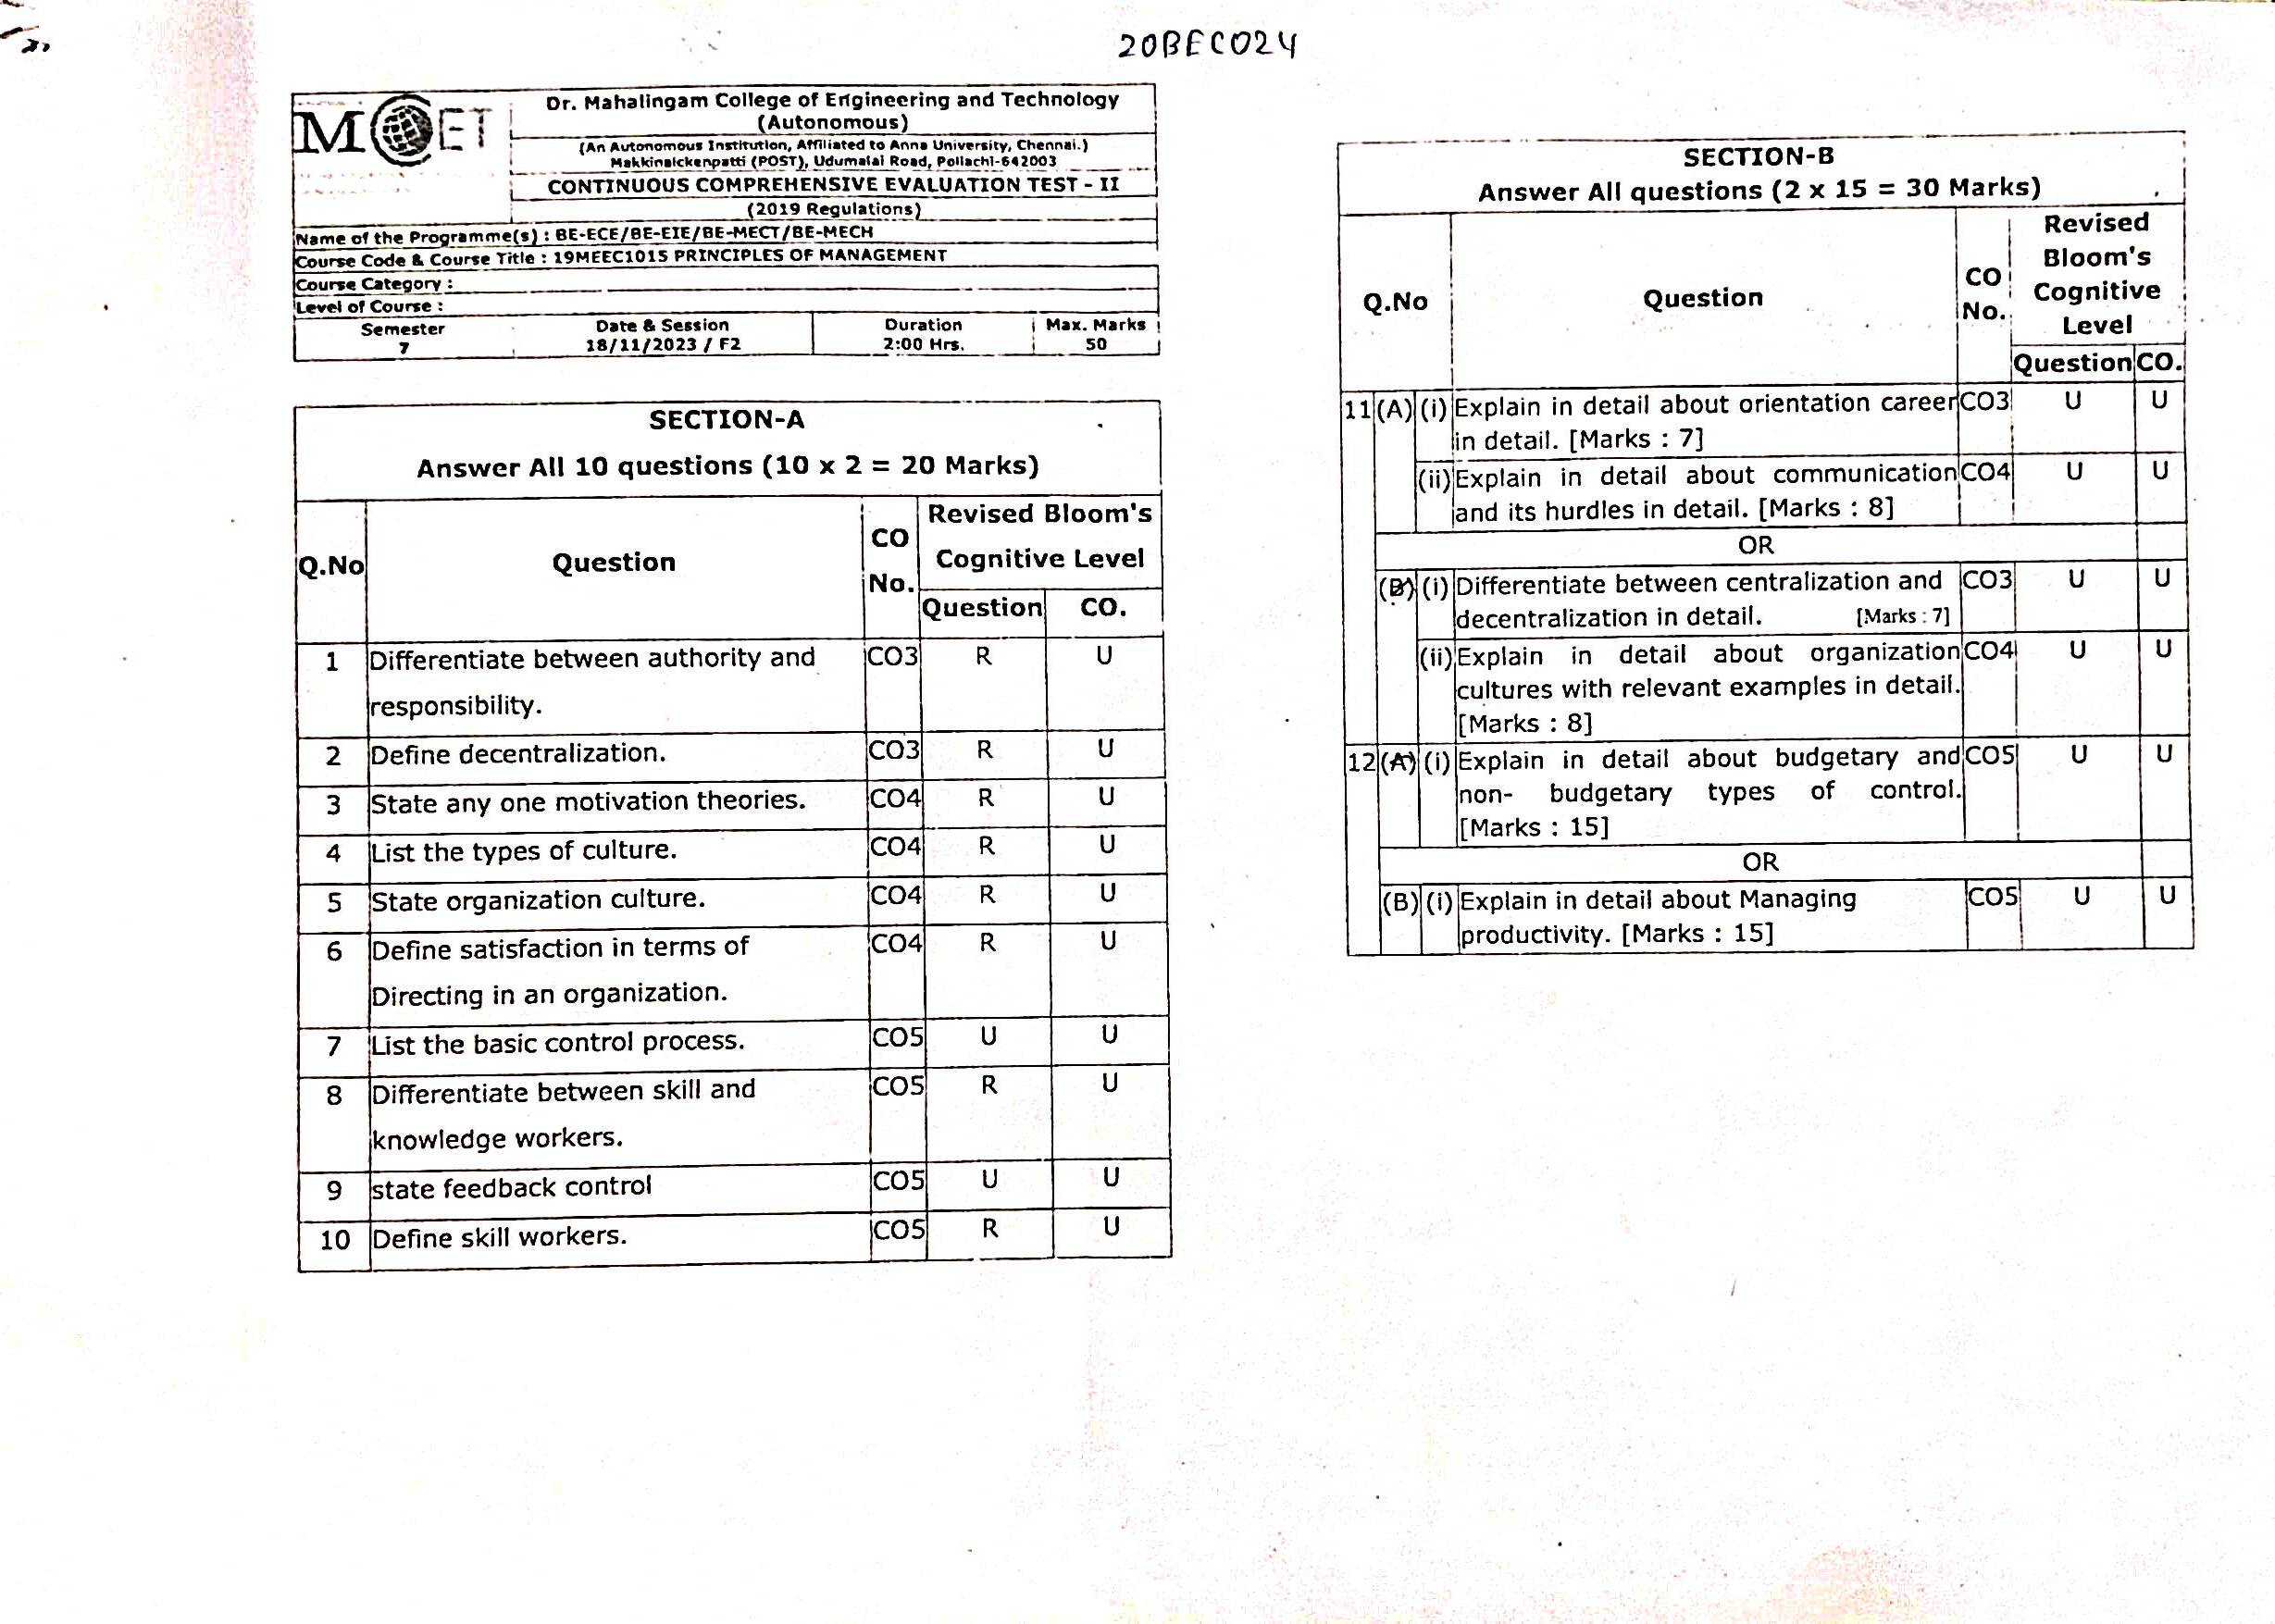 20BEC024
MCET
Dr. Mahalingam College of Engineering and Technology
(Autonomous)
(An Autonomous Institution, Affiliated to Anna University, Chennai.)
Makkinaickenpatti (POST), Udumalai Road, Pollachi-642003
CONTINUOUS COMPREHENSIVE EVALUATION TEST - II
(2019 Regulations)
Name of the Programme(s) : BE-ECE/BE-EIE/BE-MECT/BE-MECH
Course Code & Course Title : 19MEEC1015 PRINCIPLES OF MANAGEMENT
Course Category :
Level of Course :
Semester Date & Session Duration Max. Marks
7 18/11/2023 / F2 2:00 Hrs. 50
SECTION-A
Answer All 10 questions (10 x 2 = 20 Marks)
Q.No Question CO No. Revised Bloom's Cognitive Level
Question CO.
1 Differentiate between authority and CO3 R U
responsibility.
2 Define decentralization. CO3 R U
3 State any one motivation theories. CO4 R U
4 List the types of culture. CO4 R U
5 State organization culture. CO4 R U
6 Define satisfaction in terms of CO4 R U
Directing in an organization.
7 List the basic control process. CO5 U U
8 Differentiate between skill and CO5 R U
knowledge workers.
9 state feedback control CO5 U U
10 Define skill workers. CO5 R U
SECTION-B
Answer All questions (2 x 15 = 30 Marks)
Q.No Question CO No. Revised Bloom's Cognitive Level
Question CO.
11 (A) (i) Explain in detail about orientation career CO3 U U
in detail. [Marks : 7]
(ii) Explain in detail about communication CO4 U U
and its hurdles in detail. [Marks : 8]
OR
(B) (i) Differentiate between centralization and CO3 U U
decentralization in detail. [Marks : 7]
(ii) Explain in detail about organization CO4 U U
cultures with relevant examples in detail.
[Marks : 8]
12 (A) (i) Explain in detail about budgetary and CO5 U U
non- budgetary types of control.
[Marks : 15]
OR
(B) (i) Explain in detail about Managing CO5 U U
productivity. [Marks : 15]